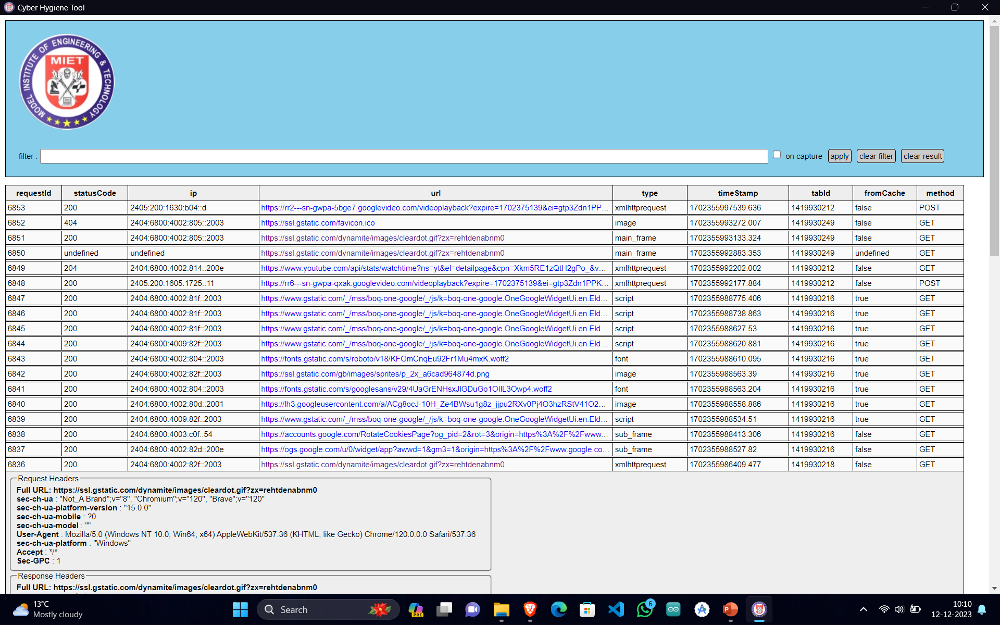 Cyber Hygiene Tool
MODEL INSTITUTE OF ENGINEERING & TECHNOLOGY
MIET
filter :
on capture apply clear filter clear result
requestId statusCode ip url type timeStamp tabId fromCache method
6853 200 2405:200:1630:b04::d https://rr2---sn-gwpa-5bge7.googlevideo.com/videoplayback?expire=1702375139&ei=gtp3Zdn1PP... xmlhttprequest 1702355997539.636 1419930212 false POST
6852 404 2404:6800:4002:805::2003 https://ssl.gstatic.com/favicon.ico image 1702355993272.007 1419930249 false GET
6851 200 2404:6800:4002:805::2003 https://ssl.gstatic.com/dynamite/images/cleardot.gif?zx=rehtdenabnm0 main_frame 1702355993133.324 1419930249 false GET
6850 undefined undefined https://ssl.gstatic.com/dynamite/images/cleardot.gif?zx=rehtdenabnm0 main_frame 1702355992883.353 1419930249 undefined GET
6849 204 2404:6800:4002:814::200e https://www.youtube.com/api/stats/watchtime?ns=yt&el=detailpage&cpn=Xkm5RE1zQtH2gPo_&v... xmlhttprequest 1702355992202.002 1419930212 false GET
6848 200 2405:200:1605:1725::11 https://rr6---sn-gwpa-qxak.googlevideo.com/videoplayback?expire=1702375139&ei=gtp3Zdn1PPK... xmlhttprequest 1702355992177.884 1419930212 false POST
6847 200 2404:6800:4002:81f::2003 https://www.gstatic.com/_/mss/boq-one-google/_/js/k=boq-one-google.OneGoogleWidgetUi.en.Eld... script 1702355988775.406 1419930216 true GET
6846 200 2404:6800:4002:81f::2003 https://www.gstatic.com/_/mss/boq-one-google/_/js/k=boq-one-google.OneGoogleWidgetUi.en.Eld... script 1702355988738.863 1419930216 true GET
6845 200 2404:6800:4002:81f::2003 https://www.gstatic.com/_/mss/boq-one-google/_/js/k=boq-one-google.OneGoogleWidgetUi.en.Eld... script 1702355988627.53 1419930216 true GET
6844 200 2404:6800:4009:82f::2003 https://www.gstatic.com/_/mss/boq-one-google/_/js/k=boq-one-google.OneGoogleWidgetUi.en.Eld... script 1702355988620.881 1419930216 true GET
6843 200 2404:6800:4002:804::2003 https://fonts.gstatic.com/s/roboto/v18/KFOmCnqEu92Fr1Mu4mxK.woff2 font 1702355988610.095 1419930216 true GET
6842 200 2404:6800:4002:82f::2003 https://ssl.gstatic.com/gb/images/sprites/p_2x_a6cad964874d.png image 1702355988563.39 1419930216 true GET
6841 200 2404:6800:4002:804::2003 https://fonts.gstatic.com/s/googlesans/v29/4UaGrENHsxJlGDuGo1OIlL3Owp4.woff2 font 1702355988563.204 1419930216 true GET
6840 200 2404:6800:4002:80d::2001 https://lh3.googleusercontent.com/a/ACg8ocJ-10H_Ze4BWsu1g8z_jjpu2RXv0Pj4O3hzRStV41O2... image 1702355988558.886 1419930216 true GET
6839 200 2404:6800:4009:82f::2003 https://www.gstatic.com/_/mss/boq-one-google/_/js/k=boq-one-google.OneGoogleWidgetUi.en.Eld... script 1702355988534.51 1419930216 true GET
6838 200 2404:6800:4003:c0f::54 https://accounts.google.com/RotateCookiesPage?og_pid=2&rot=3&origin=https%3A%2F%2Fwww... sub_frame 1702355988413.306 1419930216 false GET
6837 200 2404:6800:4002:82d::200e https://ogs.google.com/u/0/widget/app?awwd=1&gm3=1&origin=https%3A%2F%2Fwww.google.co... sub_frame 1702355988527.82 1419930216 false GET
6836 200 2404:6800:4002:82f::2003 https://ssl.gstatic.com/dynamite/images/cleardot.gif?zx=rehtdenabnm0 xmlhttprequest 1702355986409.477 1419930218 false GET
Request Headers
Full URL: https://ssl.gstatic.com/dynamite/images/cleardot.gif?zx=rehtdenabnm0
sec-ch-ua : "Not_A Brand";v="8", "Chromium";v="120", "Brave";v="120"
sec-ch-ua-platform-version : "15.0.0"
sec-ch-ua-mobile : ?0
sec-ch-ua-model : ""
User-Agent : Mozilla/5.0 (Windows NT 10.0; Win64; x64) AppleWebKit/537.36 (KHTML, like Gecko) Chrome/120.0.0.0 Safari/537.36
sec-ch-ua-platform : "Windows"
Accept : */*
Sec-GPC : 1
Response Headers
Full URL: https://ssl.gstatic.com/dynamite/images/cleardot.gif?zx=rehtdenabnm0
13°C
Mostly cloudy
Search
PRE
6
10:10
12-12-2023